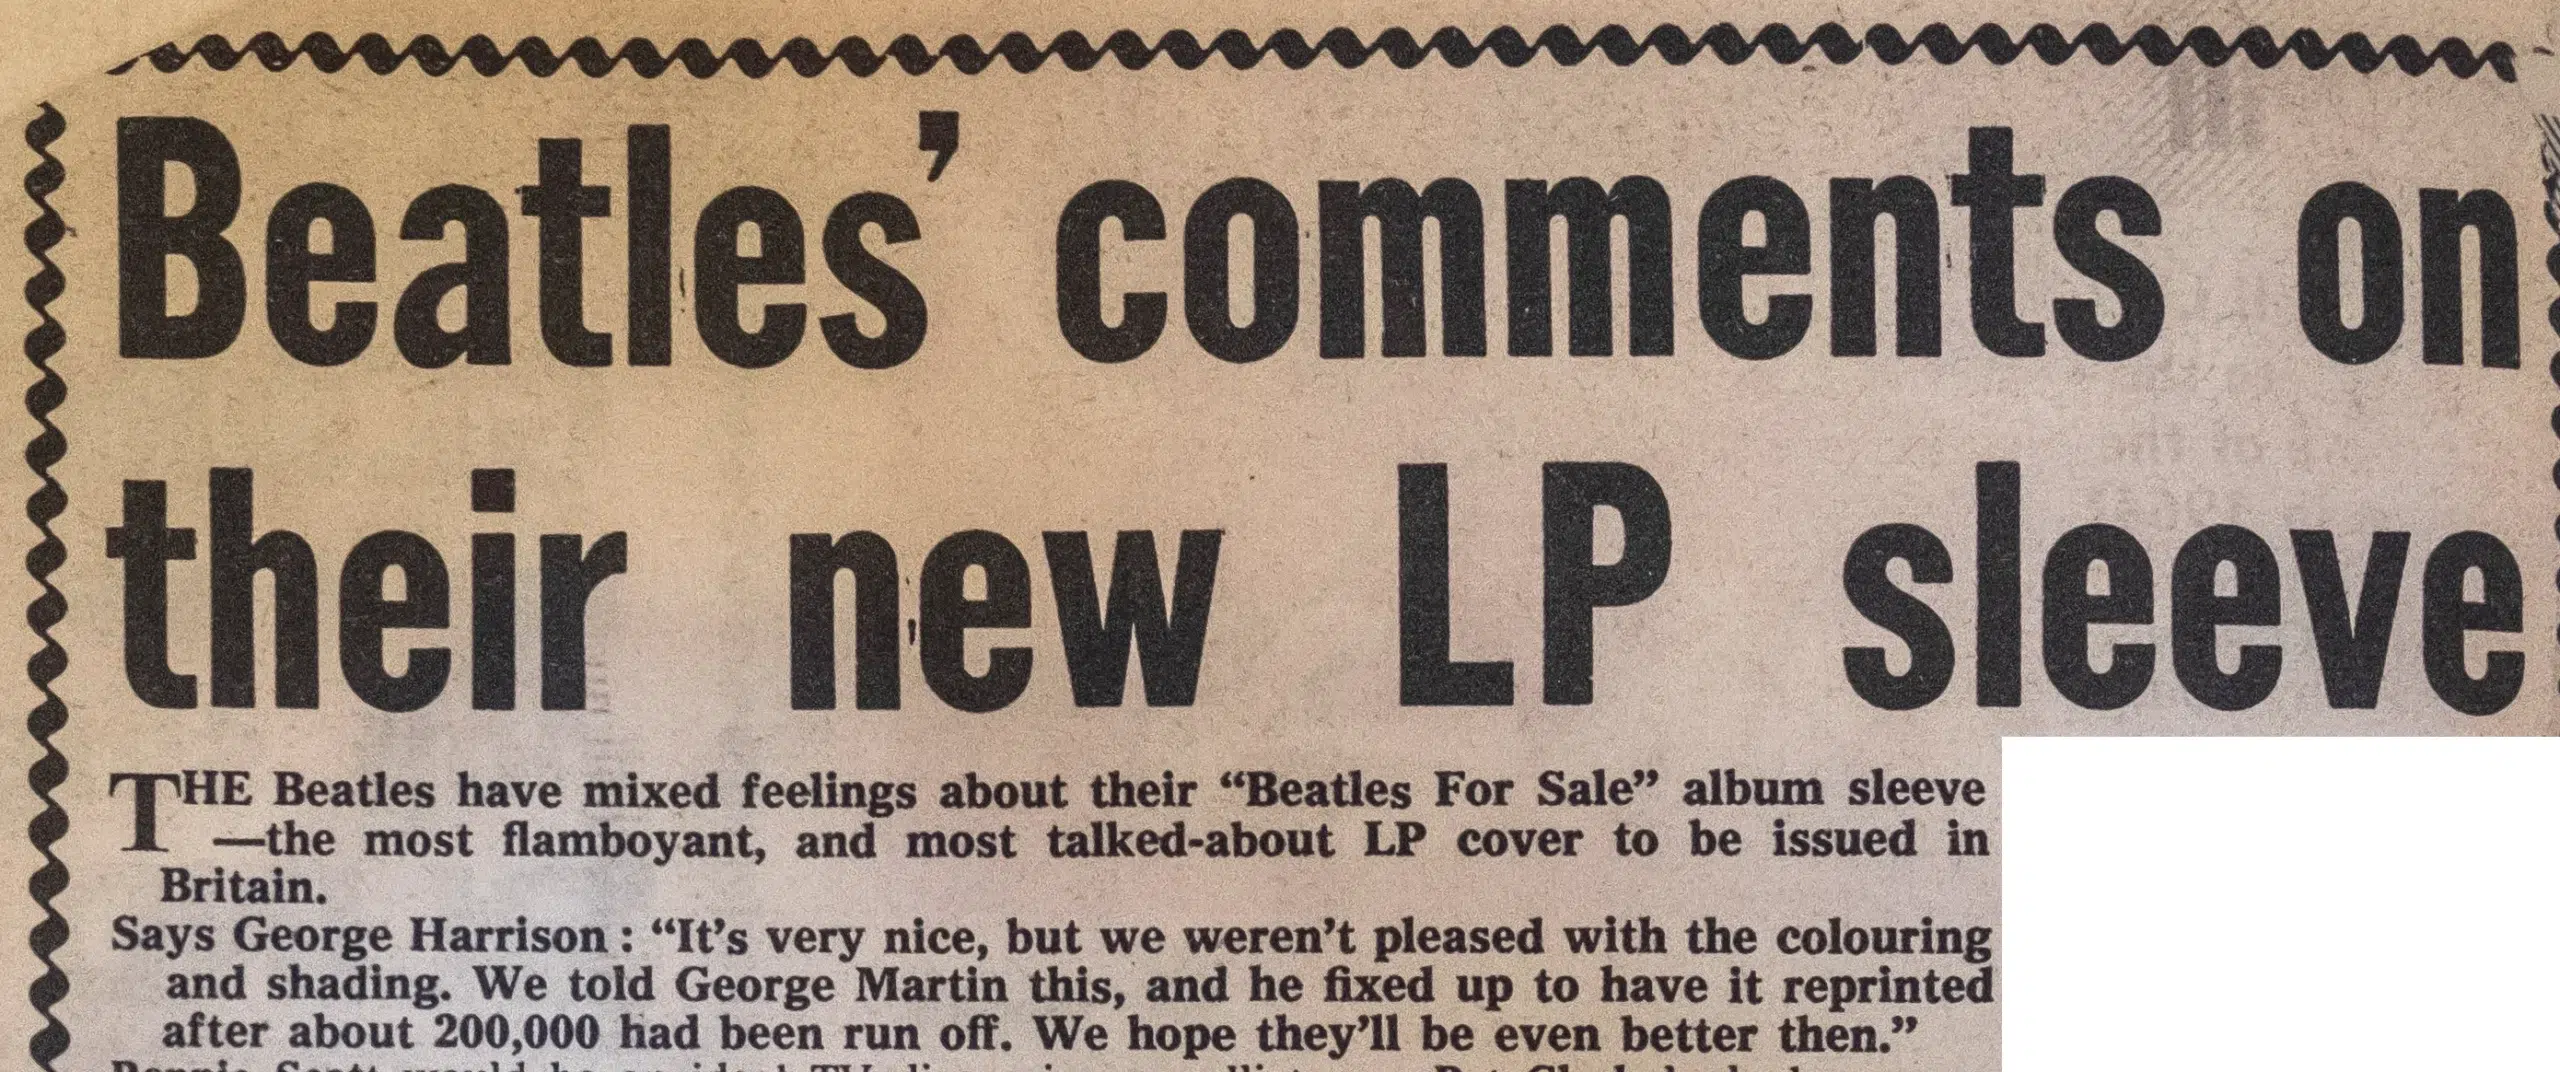 Beatles’ comments on
their new LP sleeve
THE Beatles have mixed feelings about their “Beatles For Sale” album sleeve
—the most flamboyant, and most talked-about LP cover to be issued in
Britain.
Says George Harrison : “It’s very nice, but we weren’t pleased with the colouring
and shading. We told George Martin this, and he fixed up to have it reprinted
after about 200,000 had been run off. We hope they’ll be even better then.”